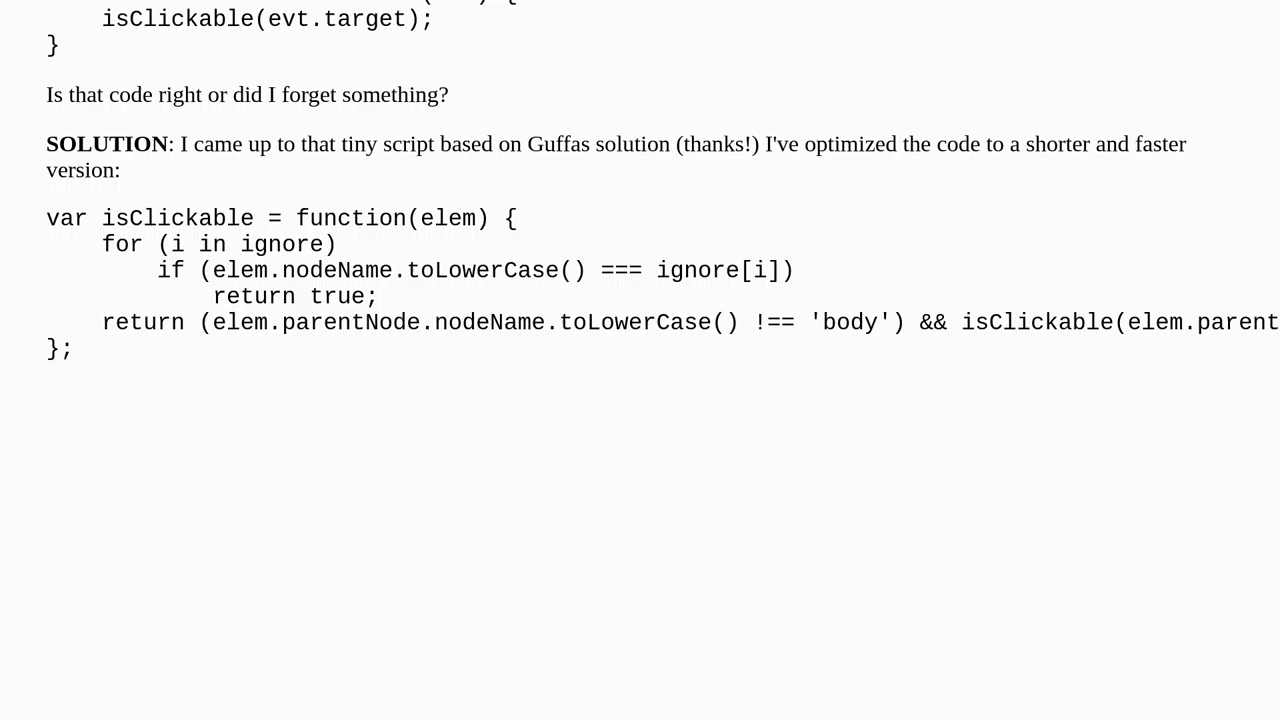 isClickable(evt.target);
}
Is that code right or did I forget something?
SOLUTION: I came up to that tiny script based on Guffas solution (thanks!) I've optimized the code to a shorter and faster
version:
var isClickable = function(elem) {
    for (i in ignore)
        if (elem.nodeName.toLowerCase() === ignore[i])
            return true;
    return (elem.parentNode.nodeName.toLowerCase() !== 'body') && isClickable(elem.parent
};